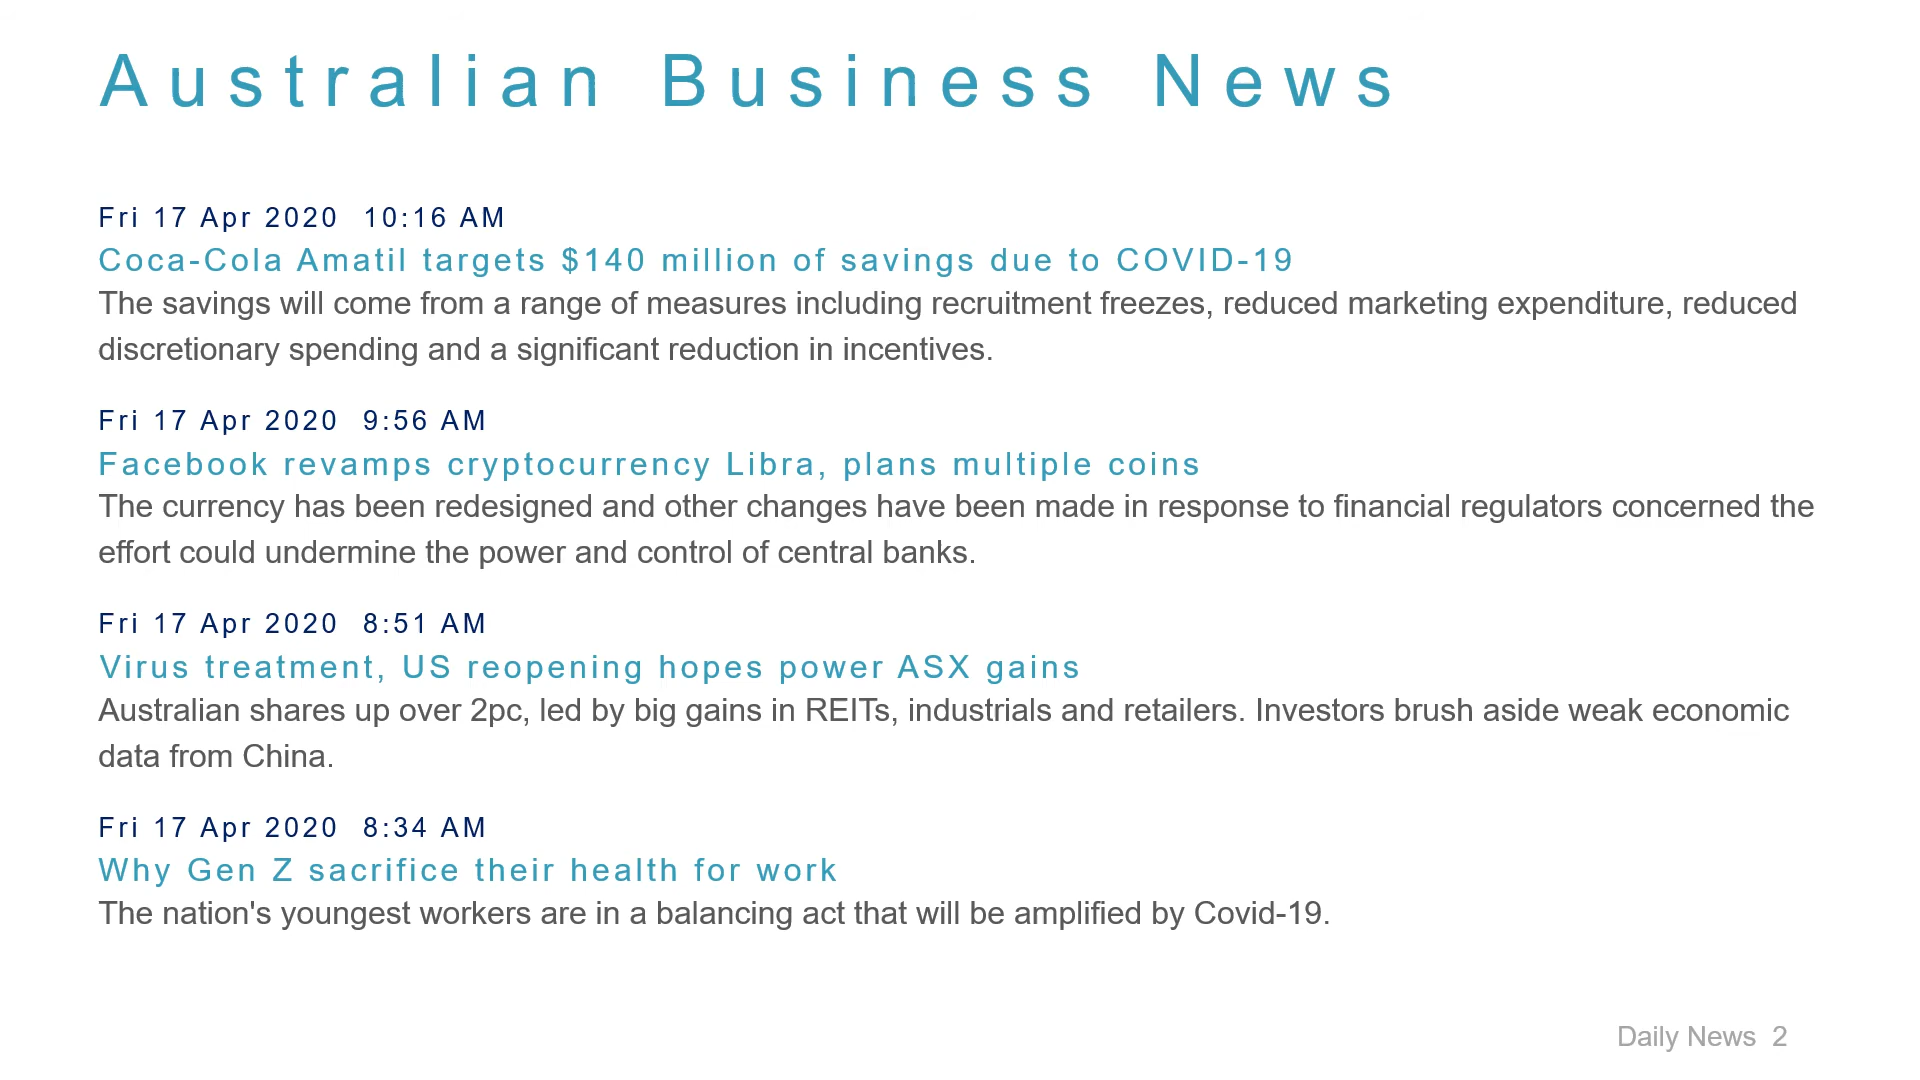 Australian Business News
Fri 17 Apr 2020 10:16 AM
Coca-Cola Amatil targets $140 million of savings due to COVID-19
The savings will come from a range of measures including recruitment freezes, reduced marketing expenditure, reduced
discretionary spending and a significant reduction in incentives.
Fri 17 Apr 2020 9:56 AM
Facebook revamps cryptocurrency Libra, plans multiple coins
The currency has been redesigned and other changes have been made in response to financial regulators concerned the
effort could undermine the power and control of central banks.
Fri 17 Apr 2020 8:51 AM
Virus treatment, US reopening hopes power ASX gains
Australian shares up over 2pc, led by big gains in REITs, industrials and retailers. Investors brush aside weak economic
data from China.
Fri 17 Apr 2020 8:34 AM
Why Gen Z sacrifice their health for work
The nation's youngest workers are in a balancing act that will be amplified by Covid-19.
Daily News 2